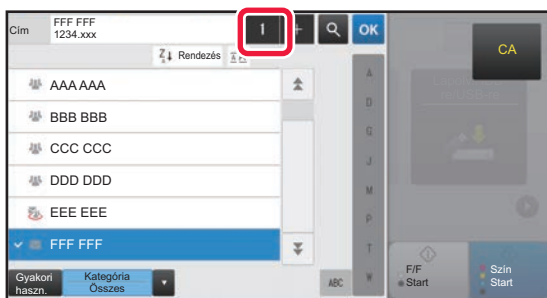 Cím
FFF FFF
1234.xxx
1
+
OK
CA
Rendezés
AAA AAA
BBB BBB
CCC CCC
DDD DDD
EEE EEE
FFF FFF
A
D
G
J
M
P
T
W
ABC
Gyakori
haszn.
Kategória
Összes
F/F
Start
Szín
Start